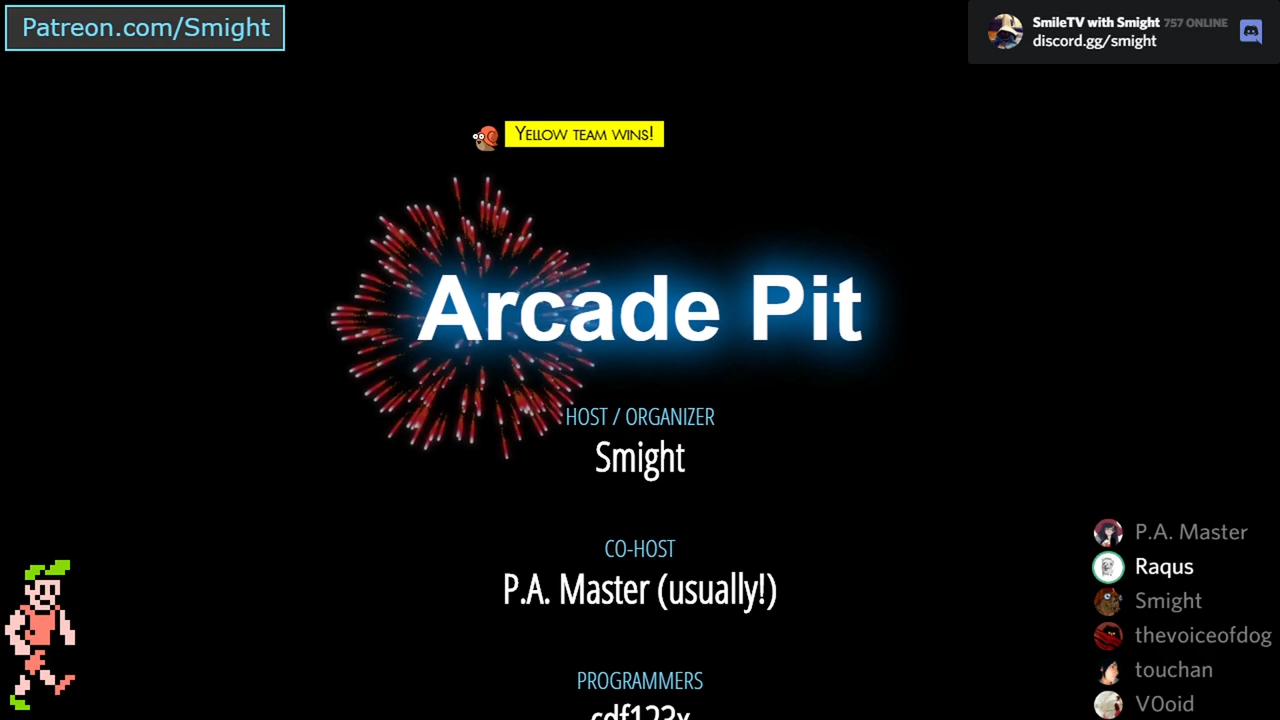 Patreon.com/Smight
SmileTV with Smight 757 ONLINE
discord.gg/smight
YELLOW TEAM WINS!
Arcade Pit
HOST / ORGANIZER
Smight
CO-HOST
P.A. Master (usually!)
PROGRAMMERS
cdf123x
P.A. Master
Raqus
Smight
thevoiceofdog
touchan
V0oid